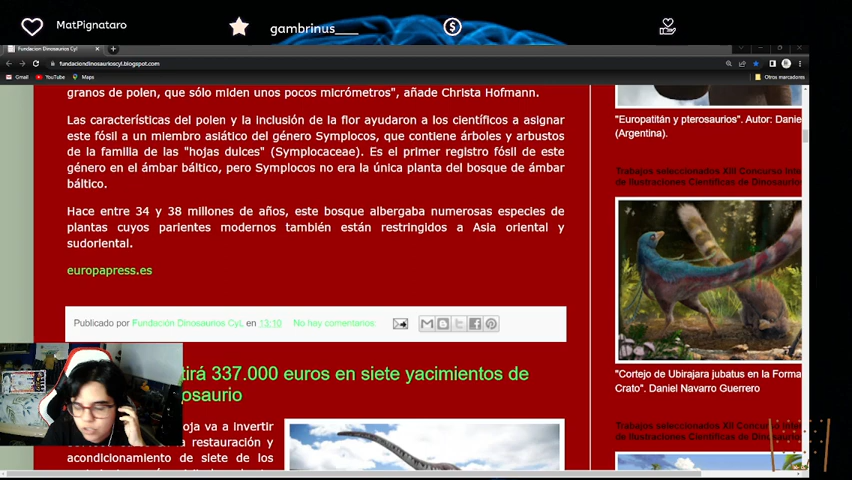 MatPignataro
gambrinus____
Fundacion Dinosaurios CyL
fundaciondinosaurioscyl.blogspot.com
Gmail YouTube Maps
Otros marcadores
granos de polen, que sólo miden unos pocos micrómetros", añade Christa Hofmann.
Las características del polen y la inclusión de la flor ayudaron a los científicos a asignar
este fósil a un miembro asiático del género Symplocos, que contiene árboles y arbustos
de la familia de las "hojas dulces" (Symplocaceae). Es el primer registro fósil de este
género en el ámbar báltico, pero Symplocos no era la única planta del bosque de ámbar
báltico.
Hace entre 34 y 38 millones de años, este bosque albergaba numerosas especies de
plantas cuyos parientes modernos también están restringidos a Asia oriental y
sudoriental.
europapress.es
Publicado por Fundación Dinosaurios CyL en 13:10 No hay comentarios:
tirá 337.000 euros en siete yacimientos de
nosaurio
oja va a invertir
a restauración y
acondicionamiento de siete de los
"Europatitán y pterosaurios". Autor: Danie
(Argentina).
Trabajos seleccionados XIII Concurso Inte
de Ilustraciones Científicas de Dinosaurio
"Cortejo de Ubirajara jubatus en la Forma
Crato". Daniel Navarro Guerrero
Trabajos seleccionados XII Concurso Inte
de Ilustraciones Científicas de Dinosaurio